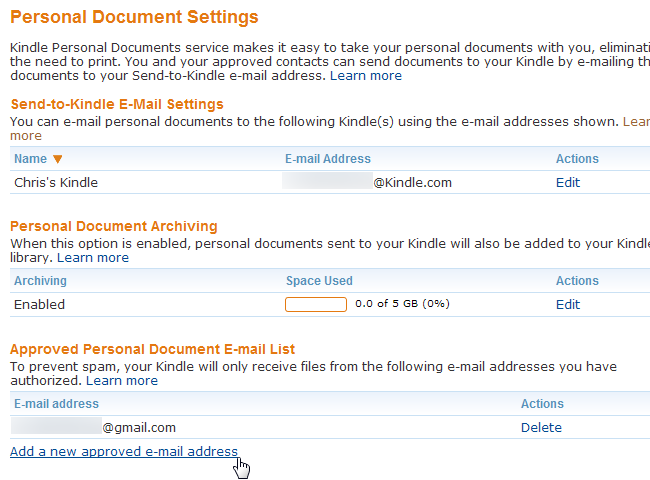 Personal Document Settings
Kindle Personal Documents service makes it easy to take your personal documents with you, eliminati
the need to print. You and your approved contacts can send documents to your Kindle by e-mailing th
documents to your Send-to-Kindle e-mail address. Learn more
Send-to-Kindle E-Mail Settings
You can e-mail personal documents to the following Kindle(s) using the e-mail addresses shown. Lear
more
Name E-mail Address Actions
Chris's Kindle @Kindle.com Edit
Personal Document Archiving
When this option is enabled, personal documents sent to your Kindle will also be added to your Kindle
library. Learn more
Archiving Space Used Actions
Enabled 0.0 of 5 GB (0%) Edit
Approved Personal Document E-mail List
To prevent spam, your Kindle will only receive files from the following e-mail addresses you have
authorized. Learn more
E-mail address Actions
@gmail.com Delete
Add a new approved e-mail address